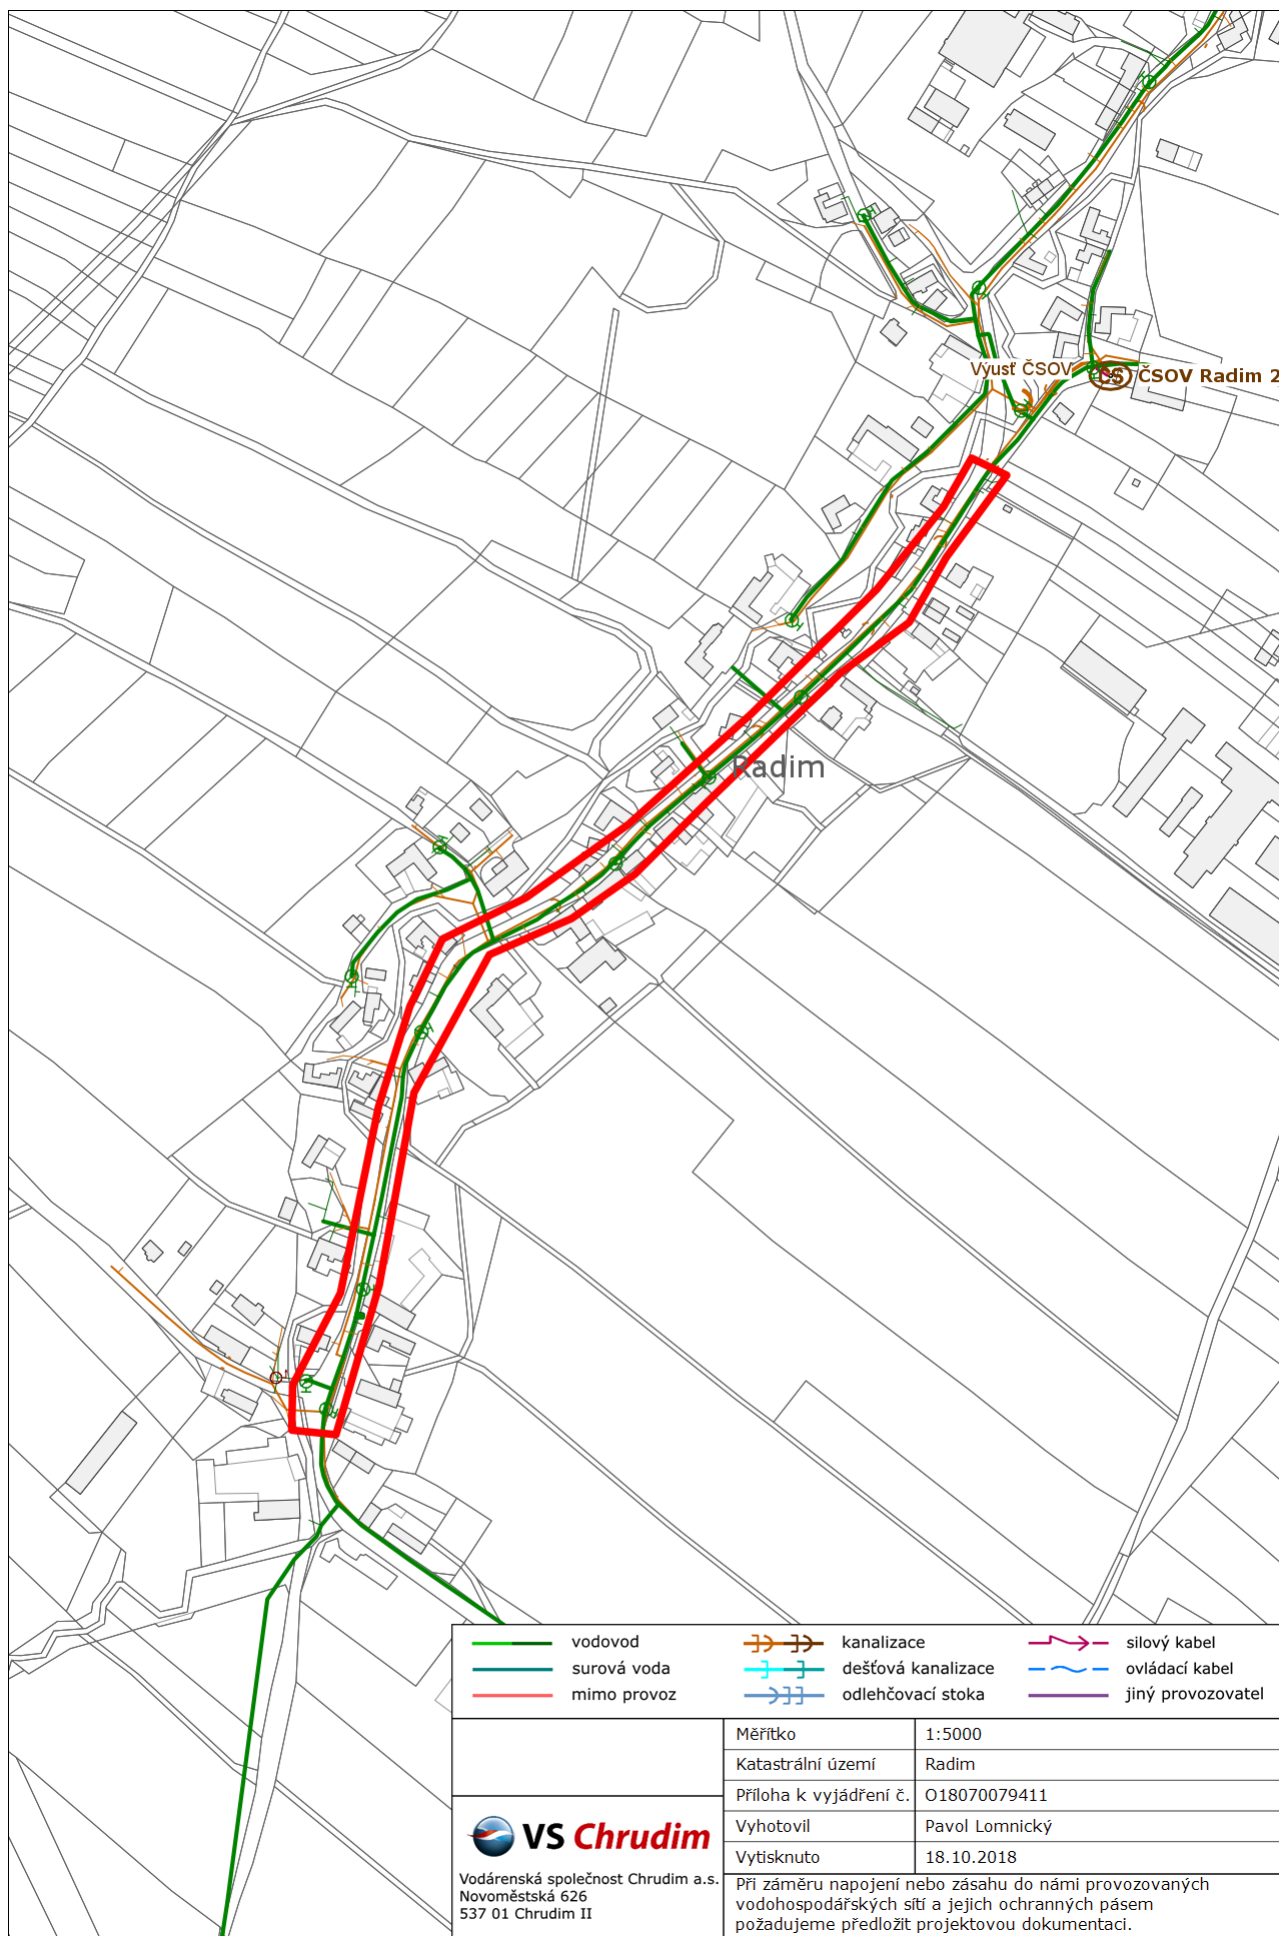 Výusť ČSOV
ČS ČSOV Radim 2
Radim
vodovod
surová voda
mimo provoz
kanalizace
dešťová kanalizace
odlehčovací stoka
silový kabel
ovládací kabel
jiný provozovatel
Měřítko 1:5000
Katastrální území Radim
Příloha k vyjádření č. O18070079411
Vyhotovil Pavol Lomnický
Vytisknuto 18.10.2018
VS Chrudim
Vodárenská společnost Chrudim a.s.
Novoměstská 626
537 01 Chrudim II
Při záměru napojení nebo zásahu do námi provozovaných
vodohospodářských sítí a jejich ochranných pásem
požadujeme předložit projektovou dokumentaci.